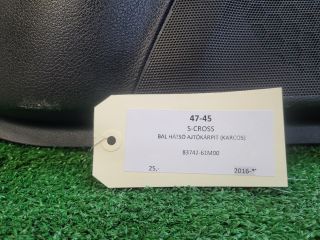 47-45
S-CROSS
BAL HÁTSÓ AJTÓKÁRPIT (KARCOS)
83741-61M00
25,-
2016-